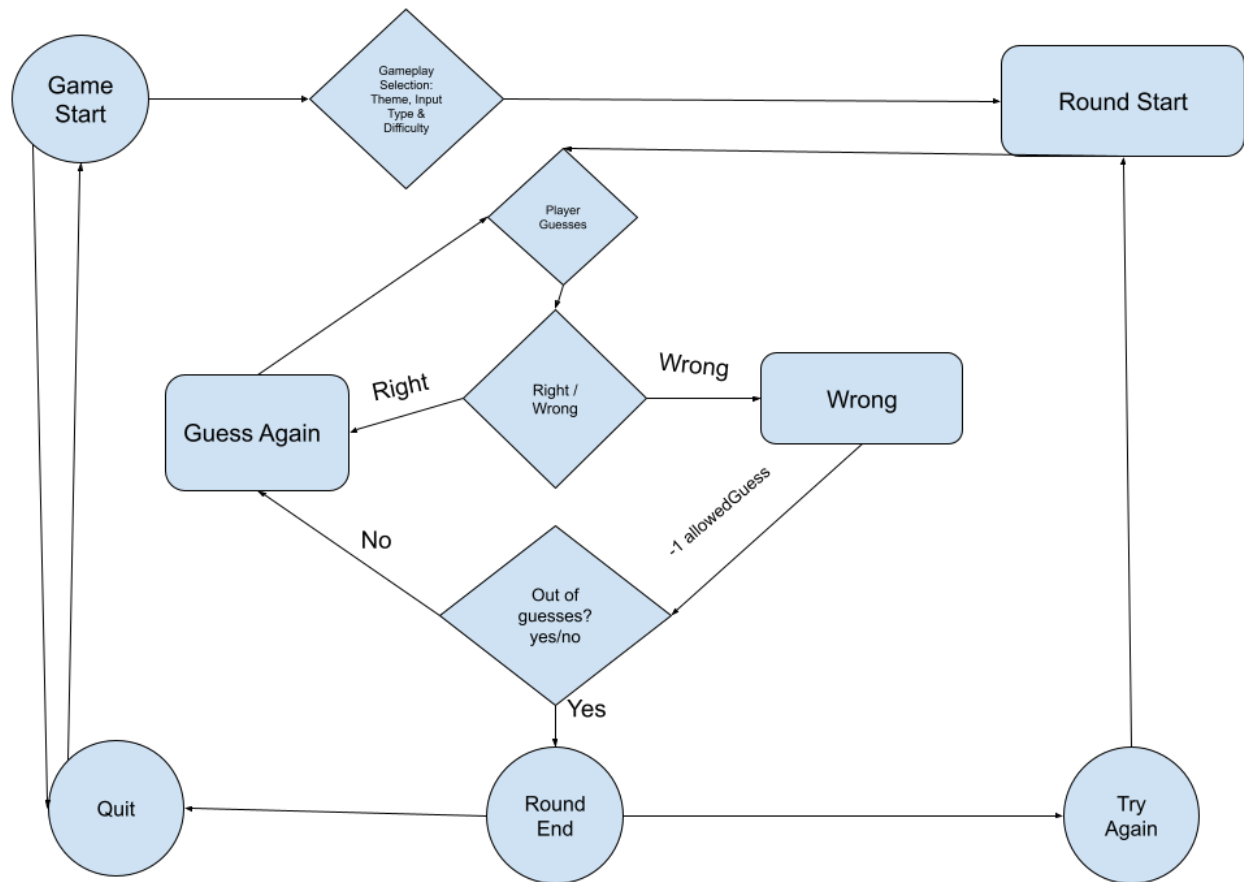 Game
Start
Gameplay
Selection:
Theme, Input
Type &
Difficulty
Round Start
Player
Guesses
Right /
Wrong
Right
Wrong
Guess Again
Wrong
-1 allowedGuess
No
Out of
guesses?
yes/no
Yes
Quit
Round
End
Try
Again